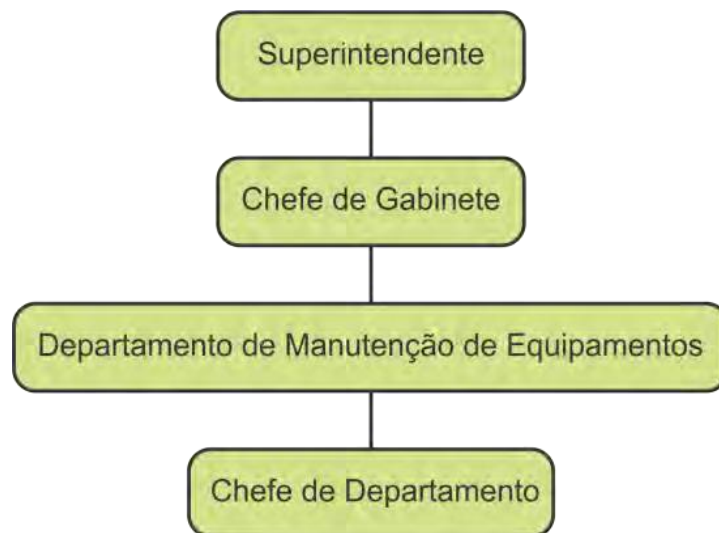 Superintendente
Chefe de Gabinete
Departamento de Manutenção de Equipamentos
Chefe de Departamento